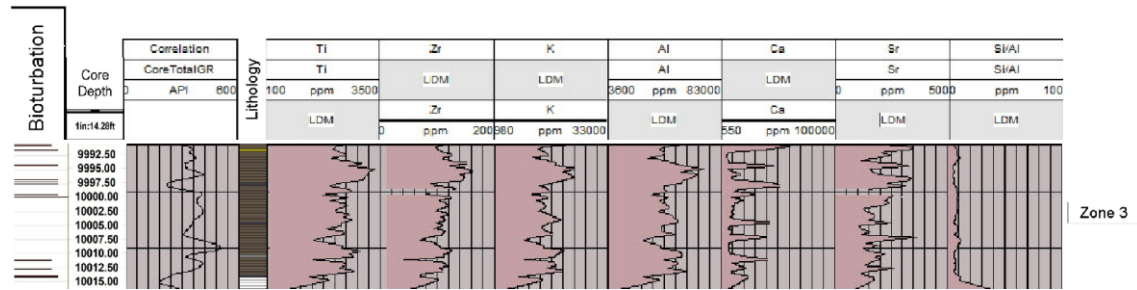 Bioturbation
Core Depth
1in:14.28ft
Correlation
CoreTotalGR
0 API 600
Lithology
Ti
Ti
100 ppm 3500
LDM
Zr
LDM
Zr
0 ppm 200
K
LDM
K
980 ppm 33000
Al
Al
3600 ppm 83000
LDM
Ca
LDM
Ca
550 ppm 100000
Sr
Sr
0 ppm 5000
LDM
Si/Al
Si/Al
0 ppm 100
LDM
9992.50
9995.00
9997.50
10000.00
10002.50
10005.00
10007.50
10010.00
10012.50
10015.00
Zone 3